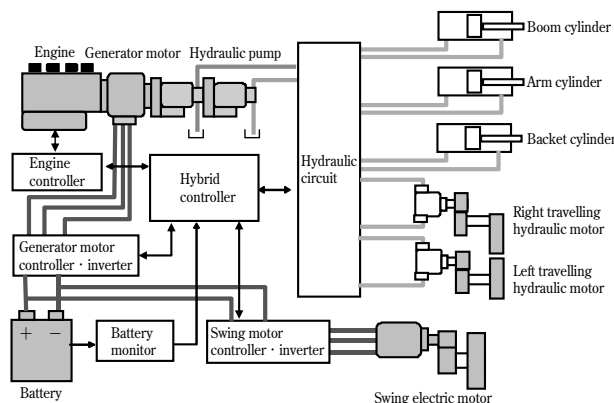 Engine
Generator motor
Hydraulic pump
Boom cylinder
Arm cylinder
Backet cylinder
Engine
controller
Hybrid
controller
Hydraulic
circuit
Right travelling
hydraulic motor
Generator motor
controller・inverter
Left travelling
hydraulic motor
+ −
Battery
monitor
Swing motor
controller・inverter
Battery
Swing electric motor